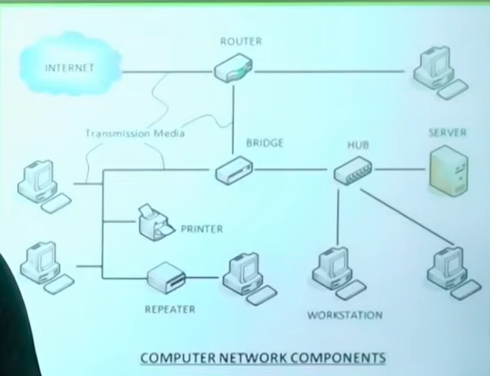 ROUTER
INTERNET
Transmission Media
BRIDGE
HUB
SERVER
PRINTER
REPEATER
WORKSTATION
COMPUTER NETWORK COMPONENTS